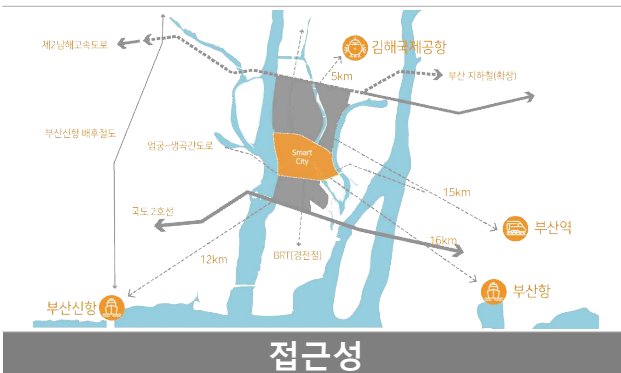 제2남해고속도로
김해국제공항
5km
부산 지하철(확장)
부산신항 배후철도
엄궁~생곡간도로
Smart
City
15km
국도 2호선
부산역
16km
12km
BRT(경전철)
부산신항
부산항
접근성